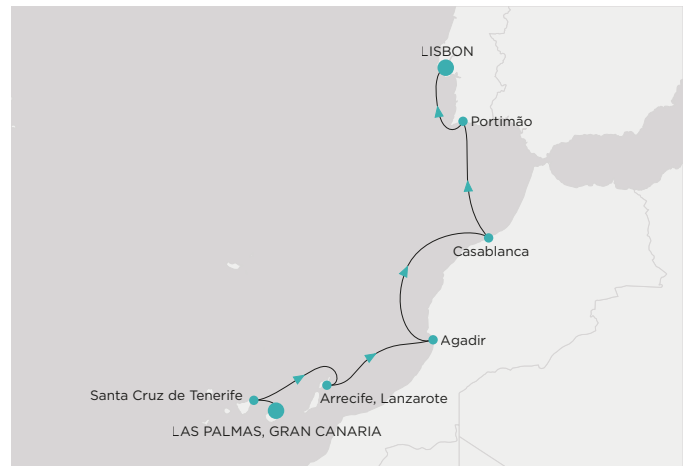 LISBON
Portimão
Casablanca
Agadir
Santa Cruz de Tenerife
Arrecife, Lanzarote
LAS PALMAS, GRAN CANARIA